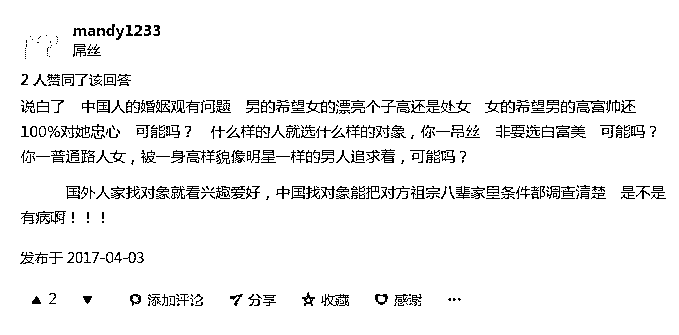 mandy1233
屌丝
2 人赞同了该回答
说白了 中国人的婚姻观有问题 男的希望女的漂亮个子高还是处女 女的希望男的高富帅还
100%对她忠心 可能吗? 什么样的人就选什么样的对象,你一吊丝 非要选白富美 可能吗?
你一普通路人女,被一身高样貌像明星一样的男人追求着,可能吗?
国外人家找对象就看兴趣爱好,中国找对象能把对方祖宗八辈家里条件都调查清楚 是不是
有病啊!!!
发布于 2017-04-03
2 添加评论 分享 收藏 感谢 ...